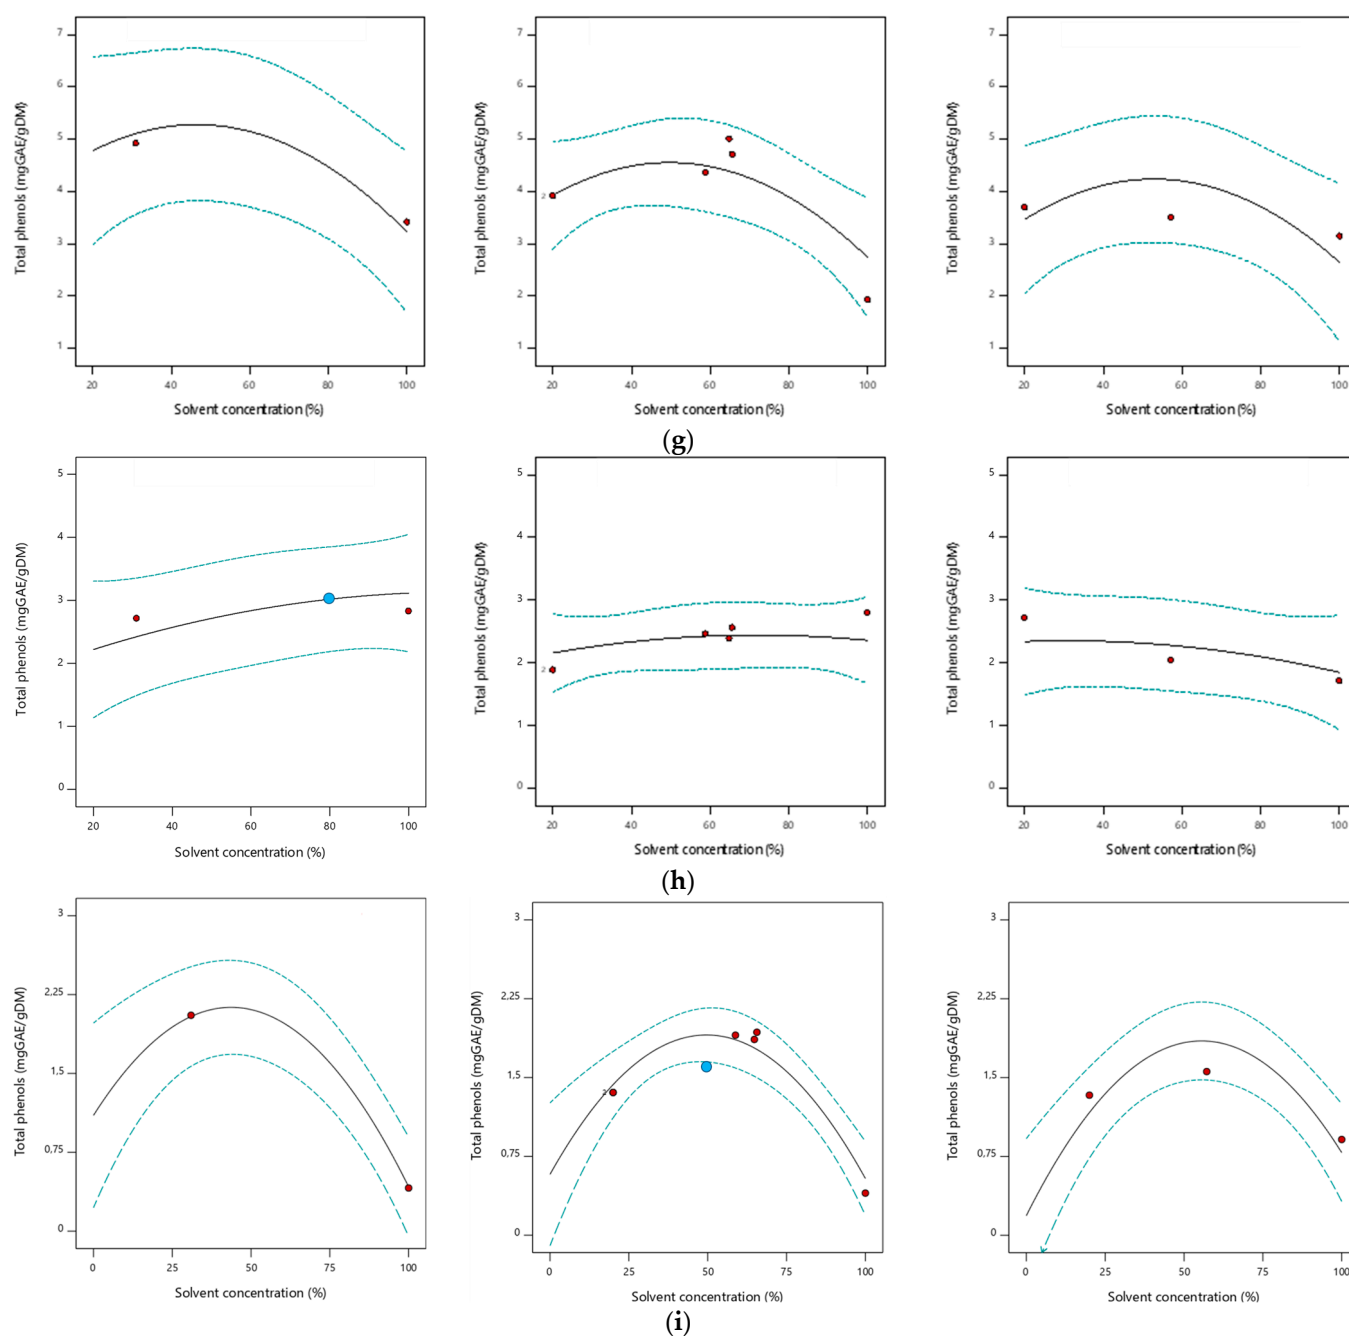 7 7 7
6 6 6
5 5 5
4 4 4
3 3 3
2 2 2
1 1 1
Total phenols (mgGAE/gDM) Total phenols (mgGAE/gDM) Total phenols (mgGAE/gDM)
2
20 40 60 80 100 20 40 60 80 100 20 40 60 80 100
Solvent concentration (%) Solvent concentration (%) Solvent concentration (%)
(g)
5 5 5
4 4 4
3 3 3
2 2 2
1 1 1
0 0 0
Total phenols (mgGAE/gDM) Total phenols (mgGAE/gDM) Total phenols (mgGAE/gDM)
2
20 40 60 80 100 20 40 60 80 100 20 40 60 80 100
Solvent concentration (%) Solvent concentration (%) Solvent concentration (%)
(h)
3 3 3
2.25 2.25 2.25
1.5 1.5 1.5
0.75 0.75 0.75
0 0 0
Total phenols (mgGAE/gDM) Total phenols (mgGAE/gDM) Total phenols (mgGAE/gDM)
2
0 25 50 75 100 0 25 50 75 100 0 25 50 75 100
Solvent concentration (%) Solvent concentration (%) Solvent concentration (%)
(i)